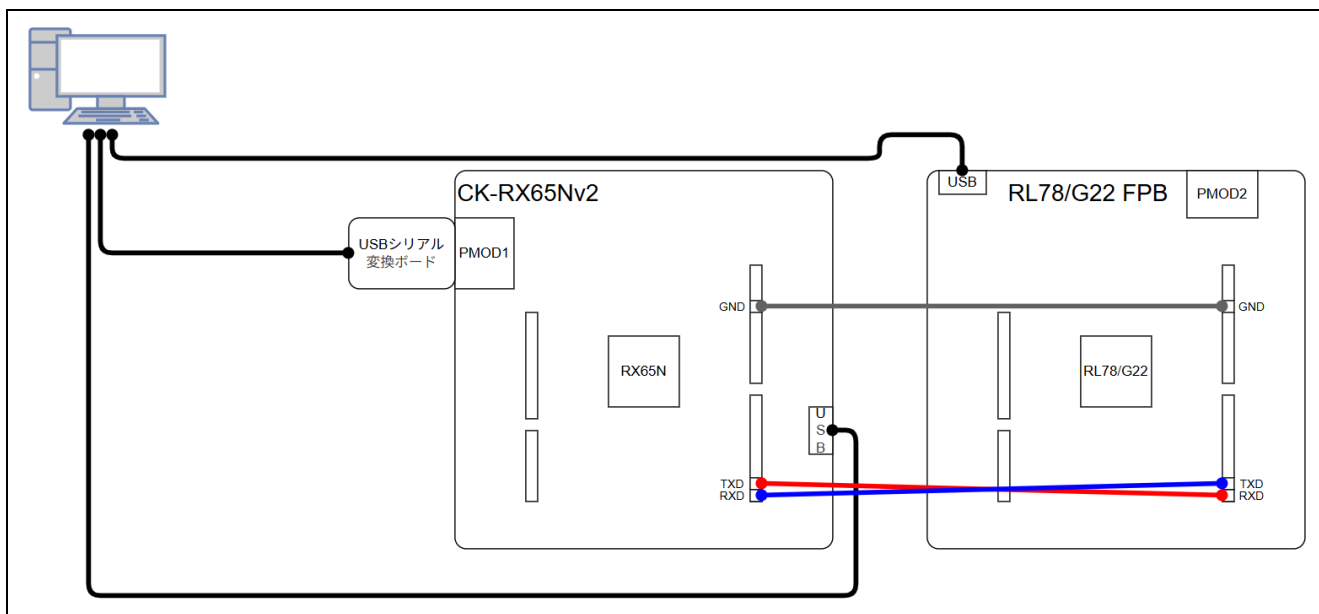 CK-RX65Nv2
USB
RL78/G22 FPB
PMOD2
USBシリアル
変換ボード
PMOD1
GND
GND
RX65N
RL78/G22
U
S
B
TXD
RXD
TXD
RXD